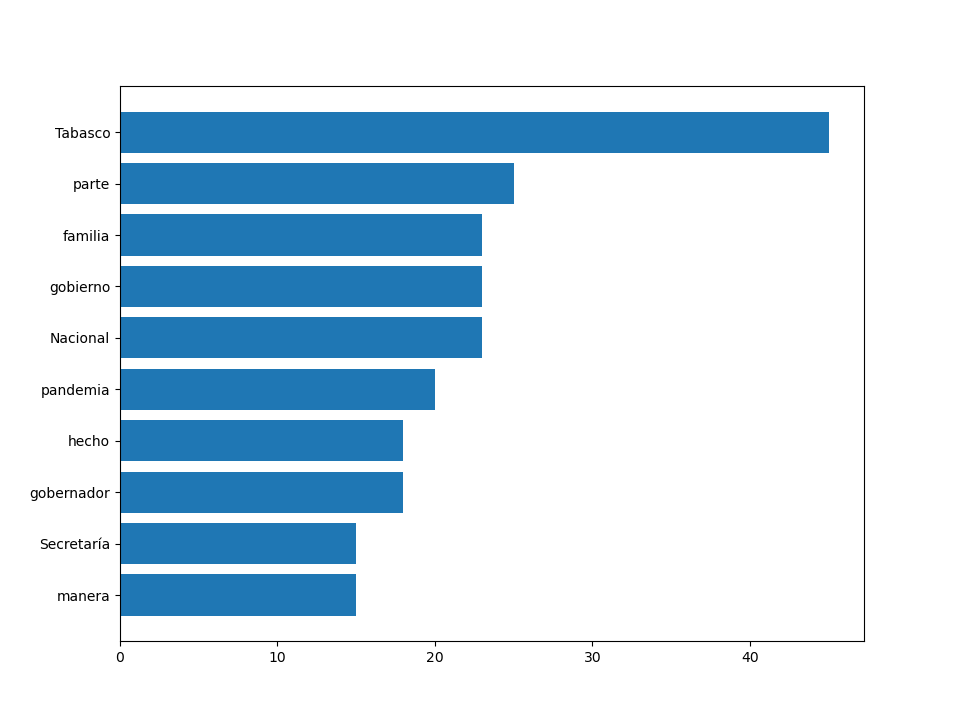 Tabasco
parte
familia
gobierno
Nacional
pandemia
hecho
gobernador
Secretaría
manera
0 10 20 30 40